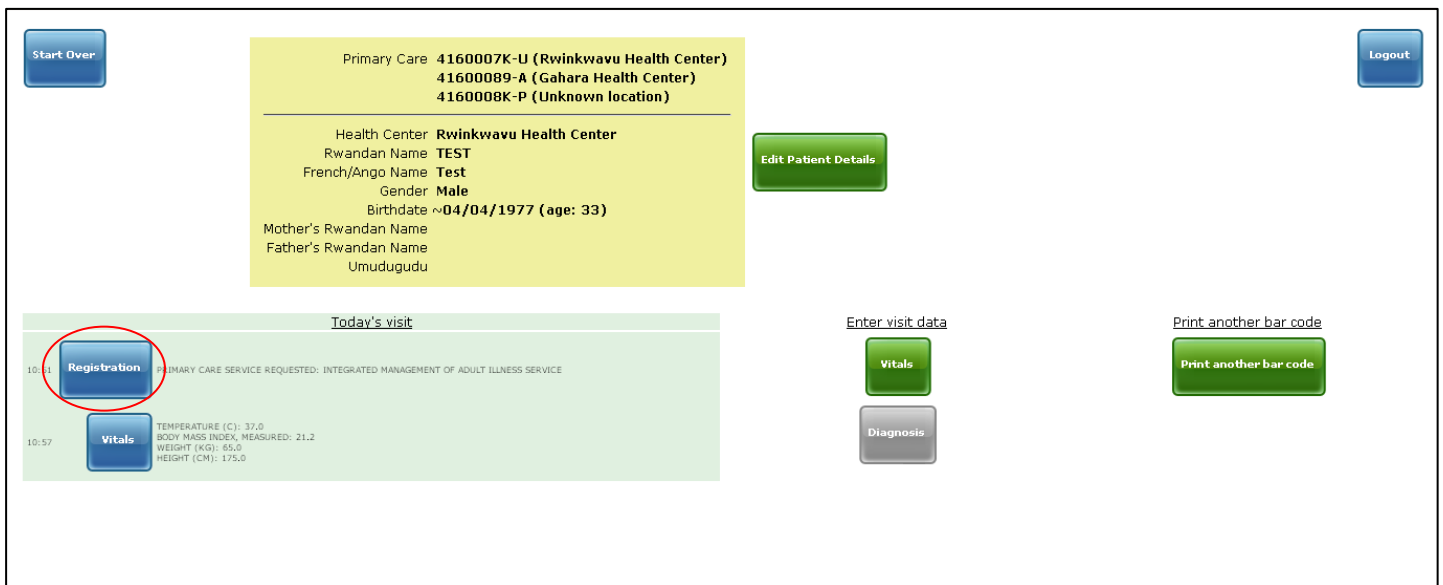 Start Over
Primary Care 4160007K-U (Rwinkwavu Health Center)
41600089-A (Gahara Health Center)
4160008K-P (Unknown location)
Logout
Health Center Rwinkwavu Health Center
Rwandan Name TEST
French/Ango Name Test
Gender Male
Birthdate ~04/04/1977 (age: 33)
Mother's Rwandan Name
Father's Rwandan Name
Umudugudu
Edit Patient Details
Today's visit
10:51 Registration PRIMARY CARE SERVICE REQUESTED: INTEGRATED MANAGEMENT OF ADULT ILLNESS SERVICE
10:57 Vitals
TEMPERATURE (C): 37.0
BODY MASS INDEX, MEASURED: 21.2
WEIGHT (KG): 65.0
HEIGHT (CM): 175.0
Enter visit data
Vitals
Diagnosis
Print another bar code
Print another bar code